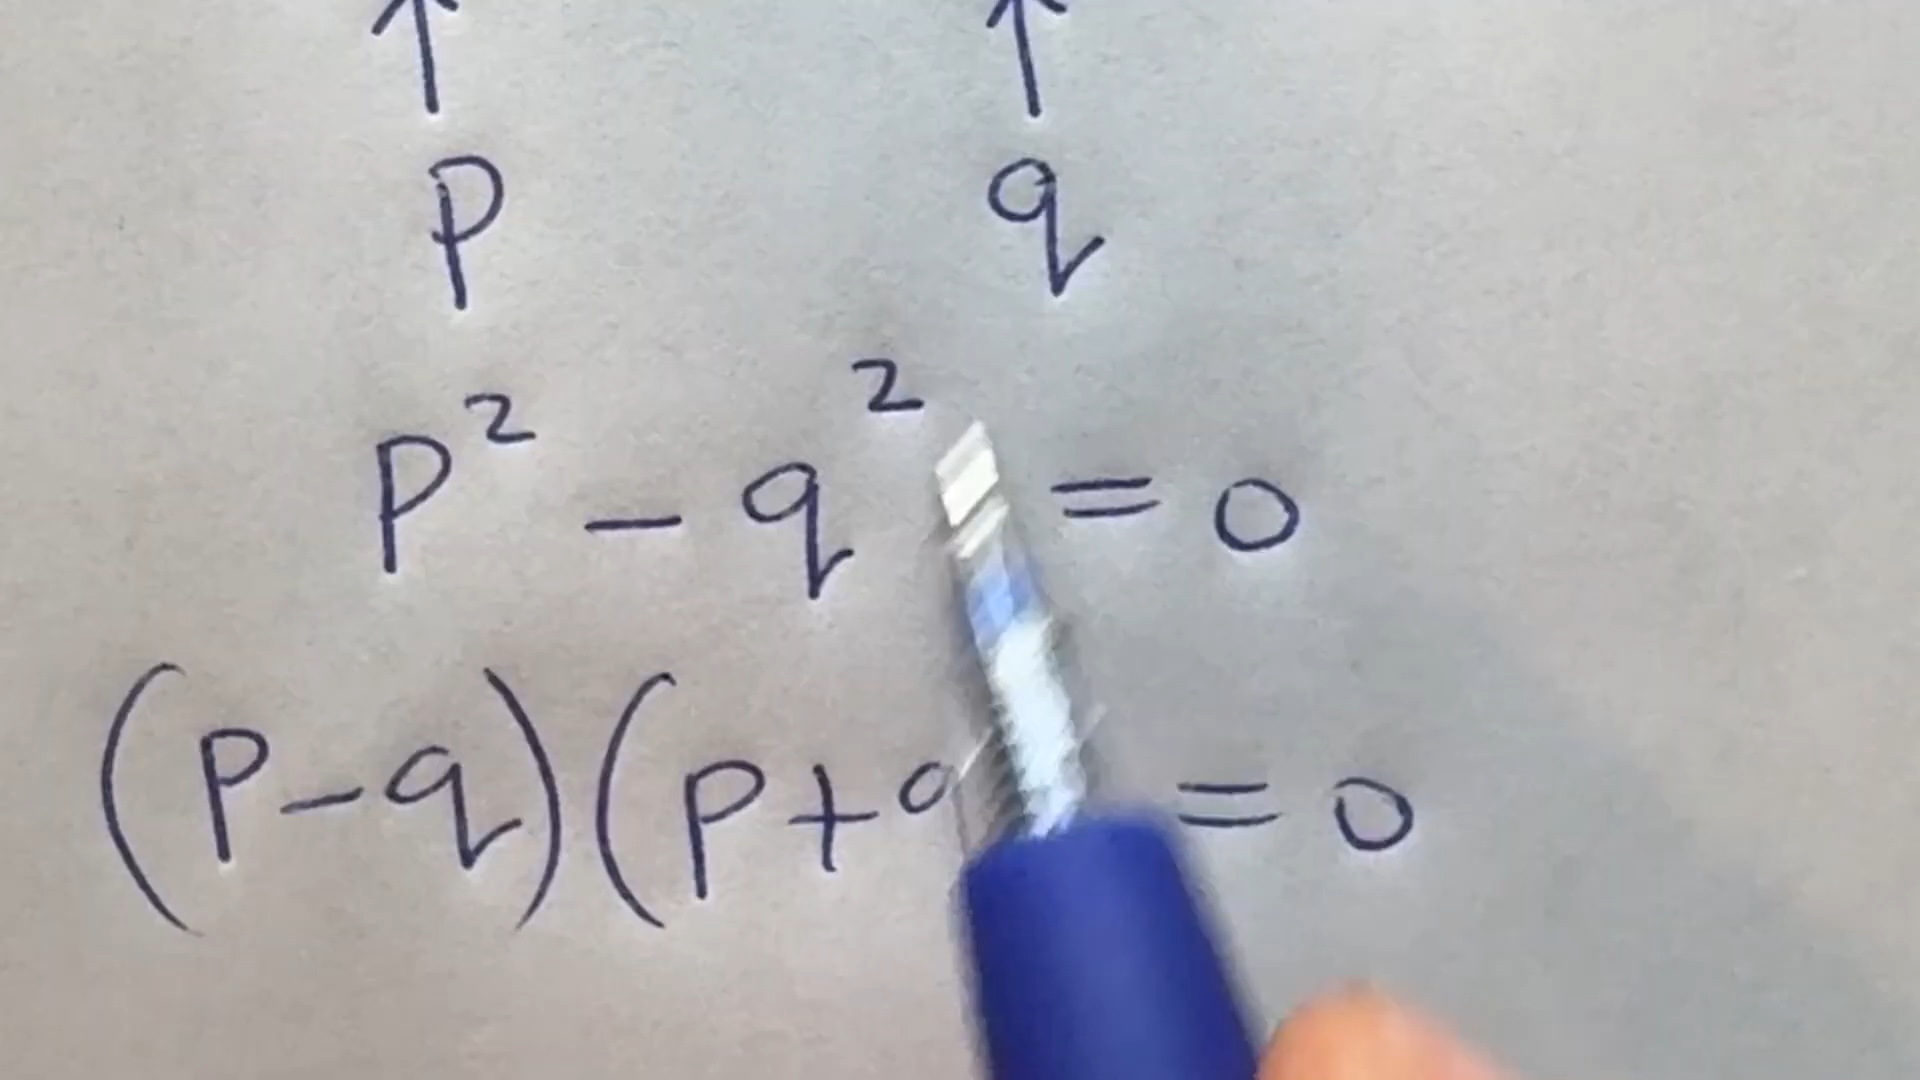 ↑ ↑
p q
p² - q² = 0
(p-q)(p+q = 0